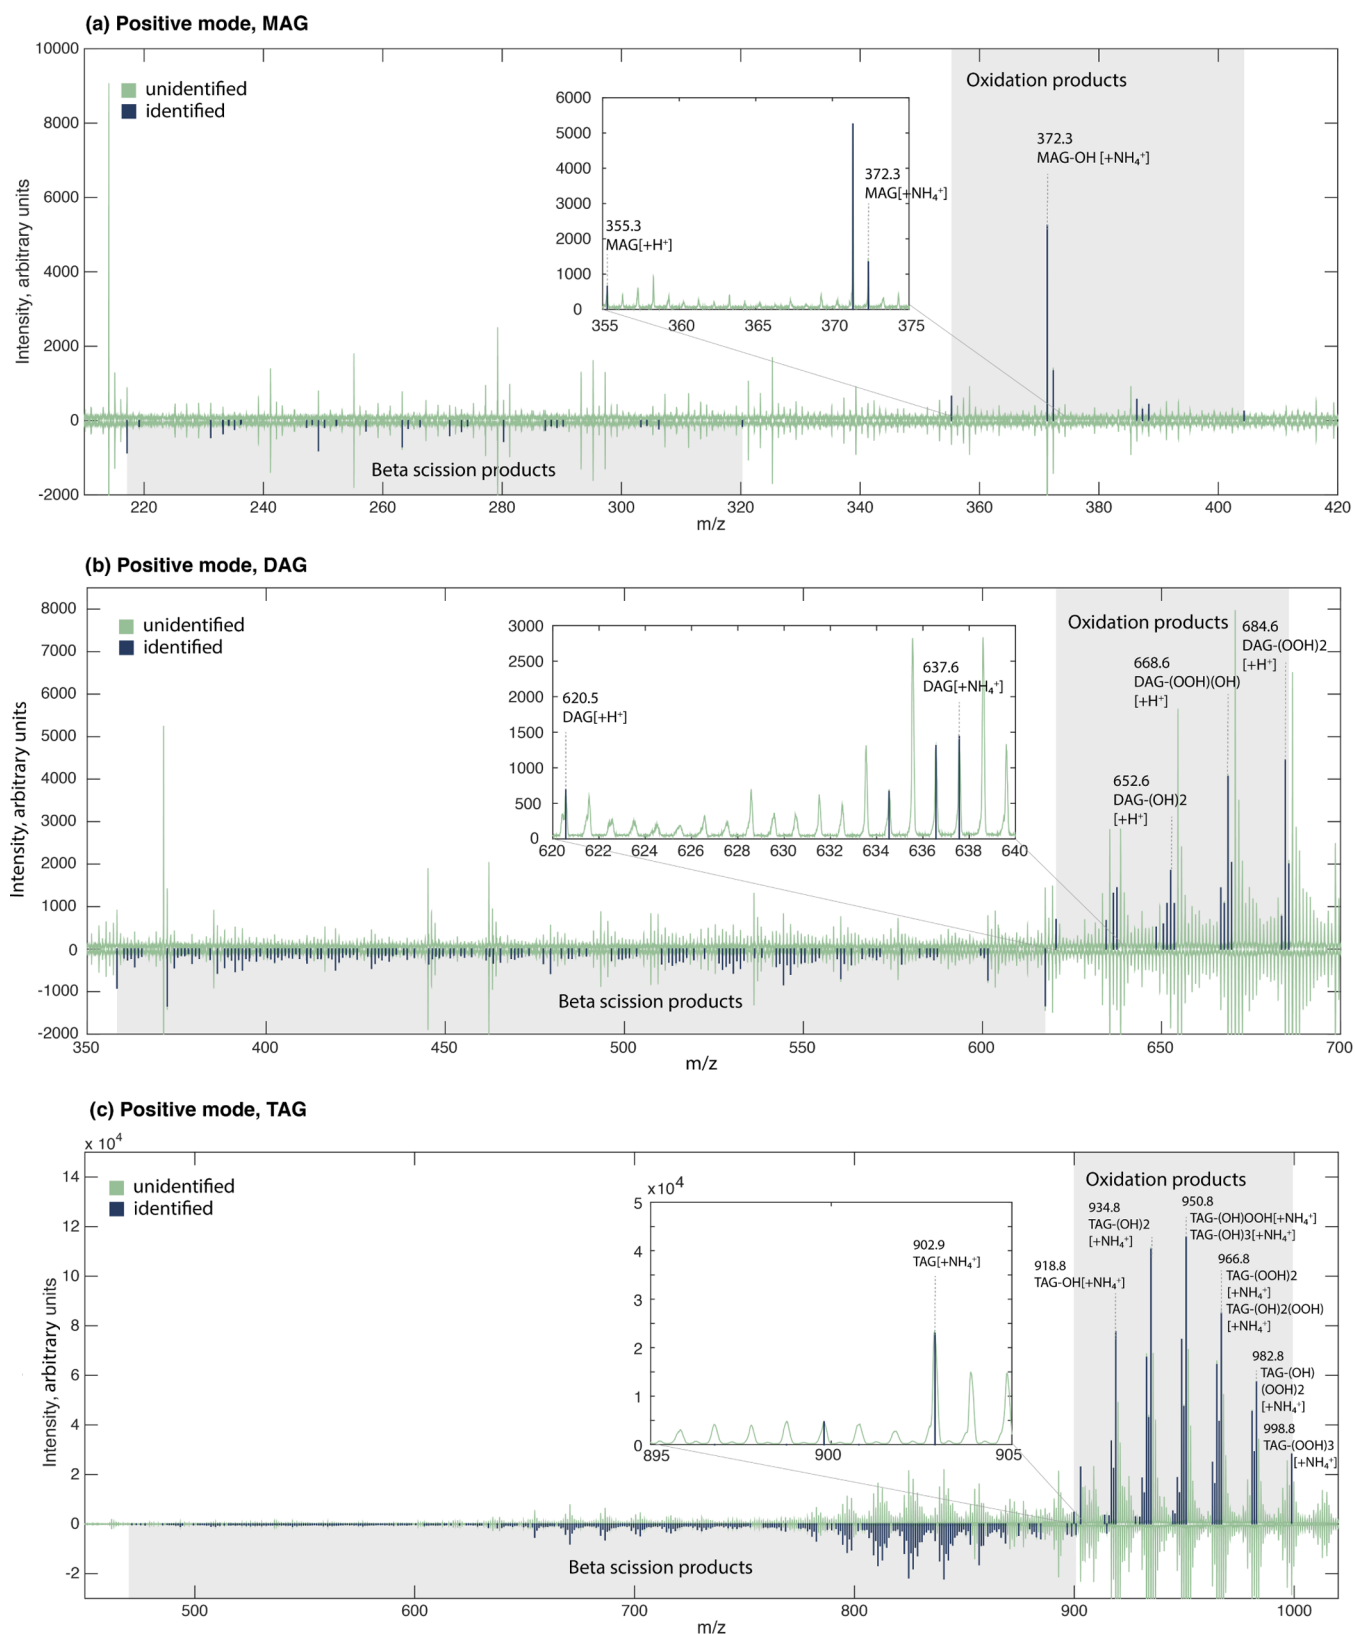 (a) Positive mode, MAG
10000
8000
6000
4000
2000
0
-2000
Intensity, arbitrary units
unidentified
identified
Oxidation products
372.3
MAG-OH [+NH₄⁺]
6000
5000
4000
3000
2000
1000
0
372.3
MAG[+NH₄⁺]
355.3
MAG[+H⁺]
355 360 365 370 375
Beta scission products
220 240 260 280 300 320 340 360 380 400 420
m/z
(b) Positive mode, DAG
8000
7000
6000
5000
4000
3000
2000
1000
0
-1000
-2000
Intensity, arbitrary units
unidentified
identified
Oxidation products
684.6
DAG-(OOH)2
[+H⁺]
668.6
DAG-(OOH)(OH)
[+H⁺]
652.6
DAG-(OH)2
[+H⁺]
3000
2500
2000
1500
1000
500
0
637.6
DAG[+NH₄⁺]
620.5
DAG[+H⁺]
620 622 624 626 628 630 632 634 636 638 640
Beta scission products
350 400 450 500 550 600 650 700
m/z
(c) Positive mode, TAG
x 10⁴
14
12
10
8
6
4
2
0
-2
Intensity, arbitrary units
unidentified
identified
Oxidation products
934.8
TAG-(OH)2
[+NH₄⁺]
950.8
TAG-(OH)OOH[+NH₄⁺]
TAG-(OH)3[+NH₄⁺]
918.8
TAG-OH[+NH₄⁺]
966.8
TAG-(OOH)2
[+NH₄⁺]
TAG-(OH)2(OOH)
[+NH₄⁺]
982.8
TAG-(OH)
(OOH)2
[+NH₄⁺]
998.8
TAG-(OOH)3
[+NH₄⁺]
x10⁴
5
4
3
2
1
0
902.9
TAG[+NH₄⁺]
895 900 905
Beta scission products
500 600 700 800 900 1000
m/z